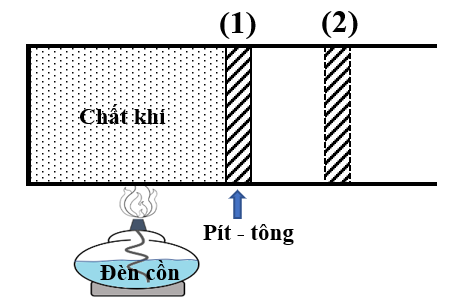 (1) (2)
Chất khí
Pít - tông
Đèn cồn